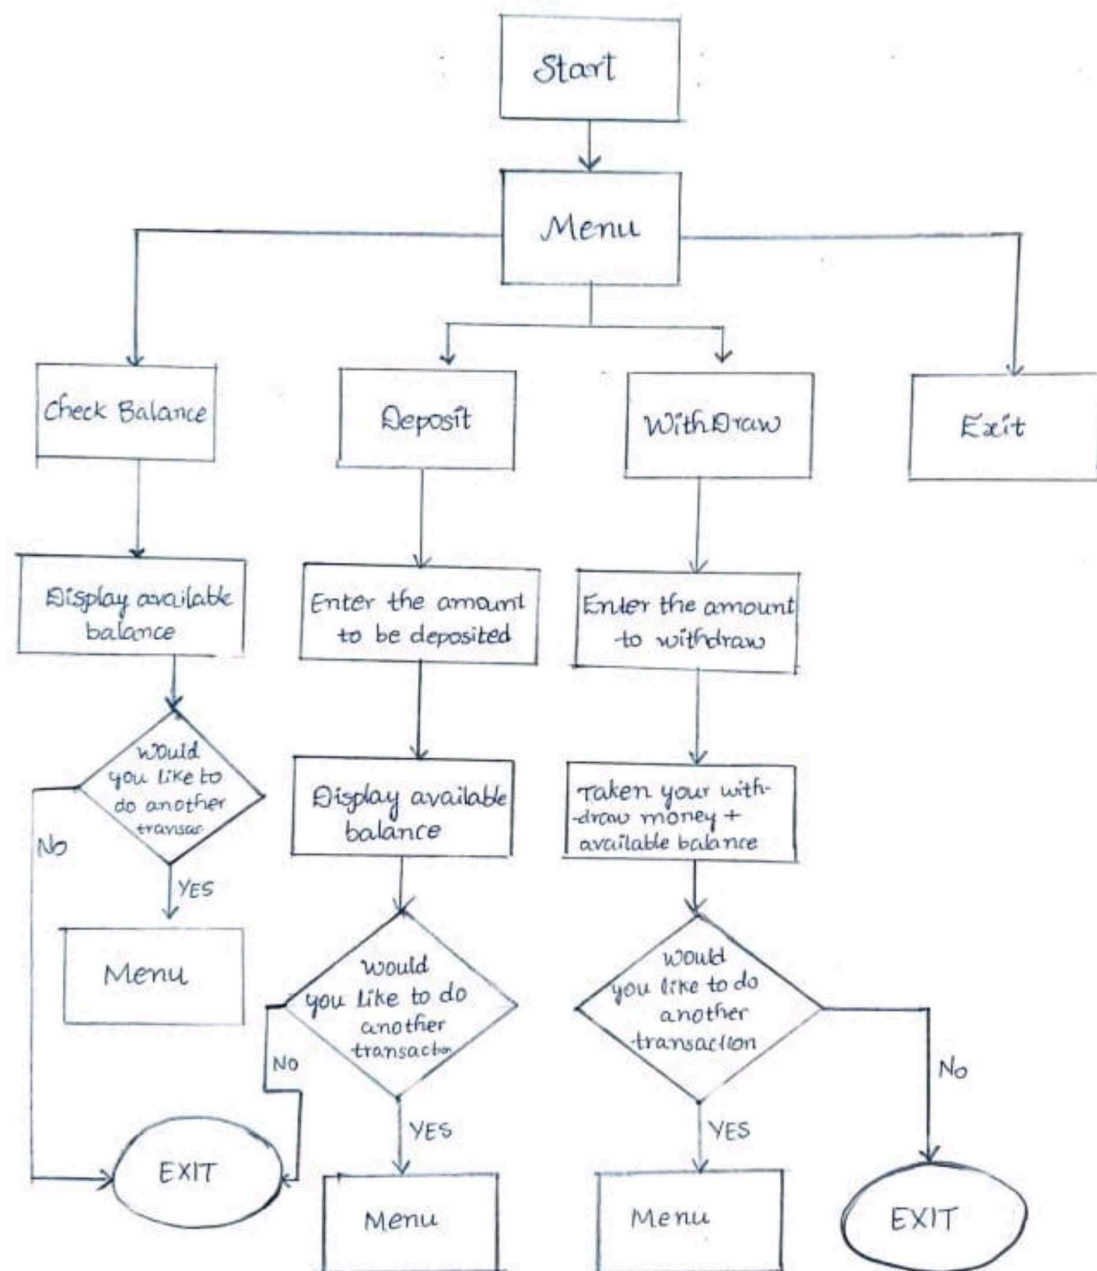 Start
Menu
Check Balance
Deposit
WithDraw
Exit
Display available
balance
Enter the amount
to be deposited
Enter the amount
to withdraw
Would
you like to
do another
transac
NO
YES
Menu
Display available
balance
Taken your with-
-draw money +
available balance
Would
you like to do
another
transaction
NO
YES
Menu
Would
you like to do
another
transaction
No
YES
Menu
EXIT
EXIT